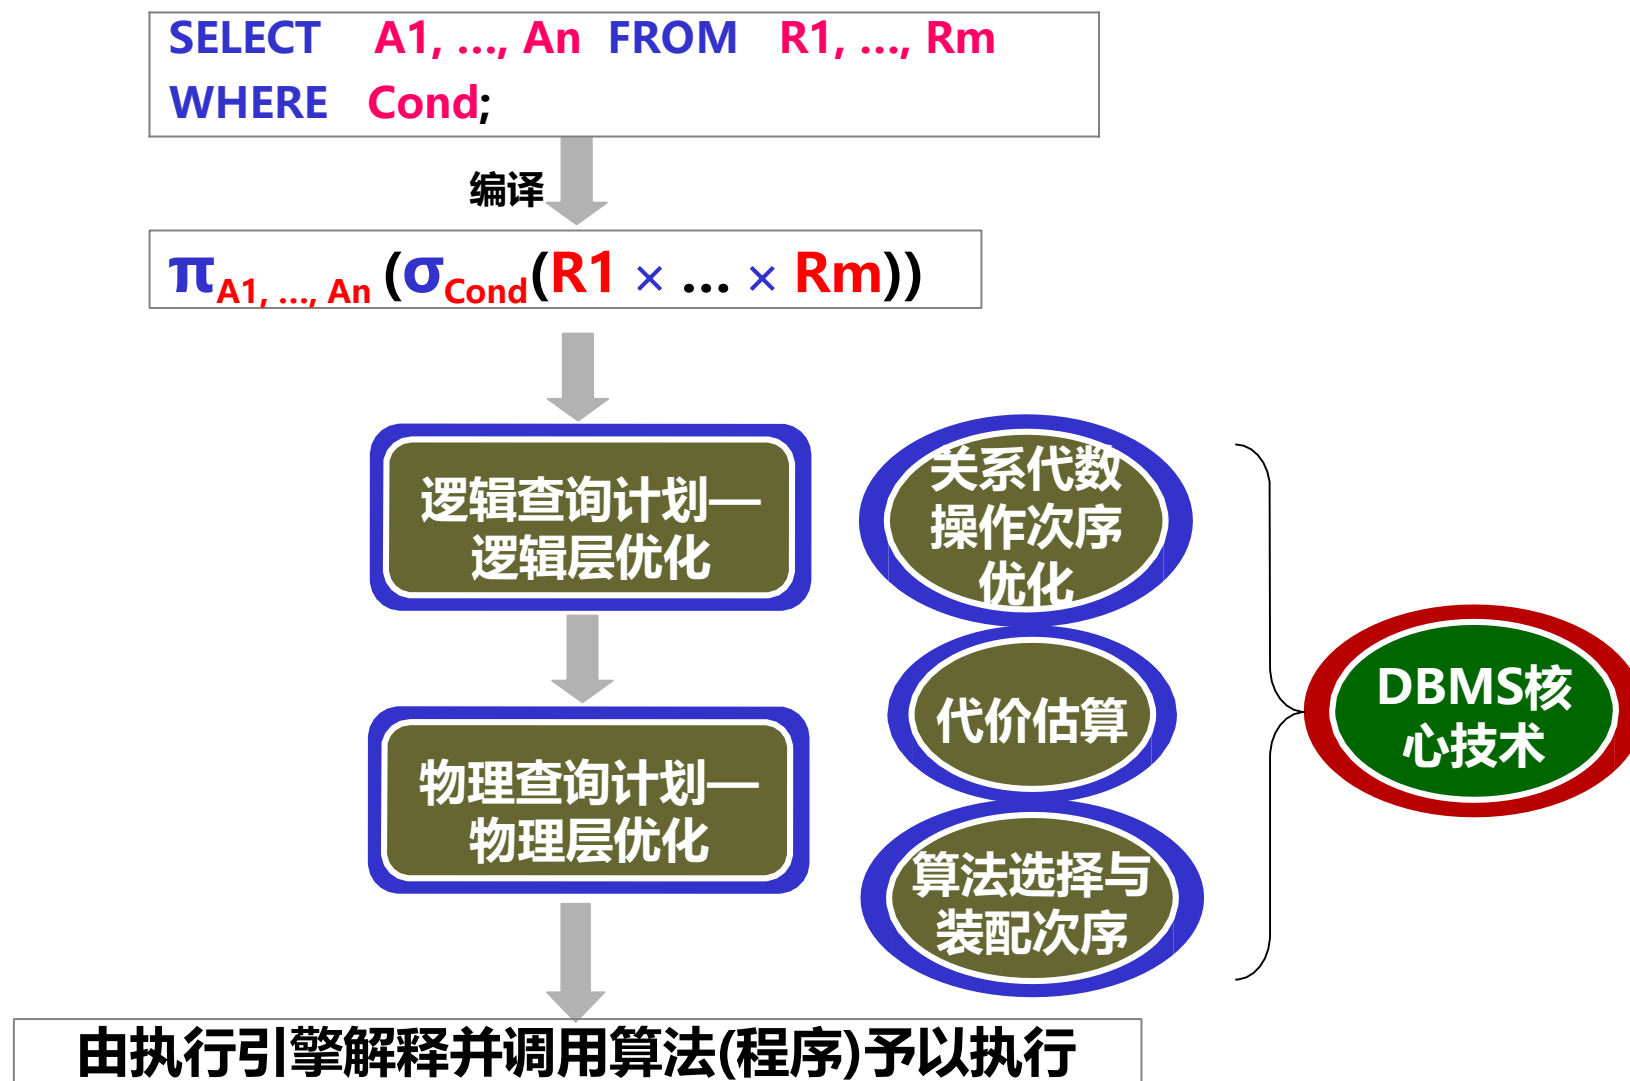 SELECT A1, ..., An FROM R1, ..., Rm
WHERE Cond;
编译
πA1, ..., An (σCond(R1 × ... × Rm))
逻辑查询计划—
逻辑层优化
关系代数
操作次序
优化
代价估算
DBMS核
心技术
物理查询计划—
物理层优化
算法选择与
装配次序
由执行引擎解释并调用算法(程序)予以执行